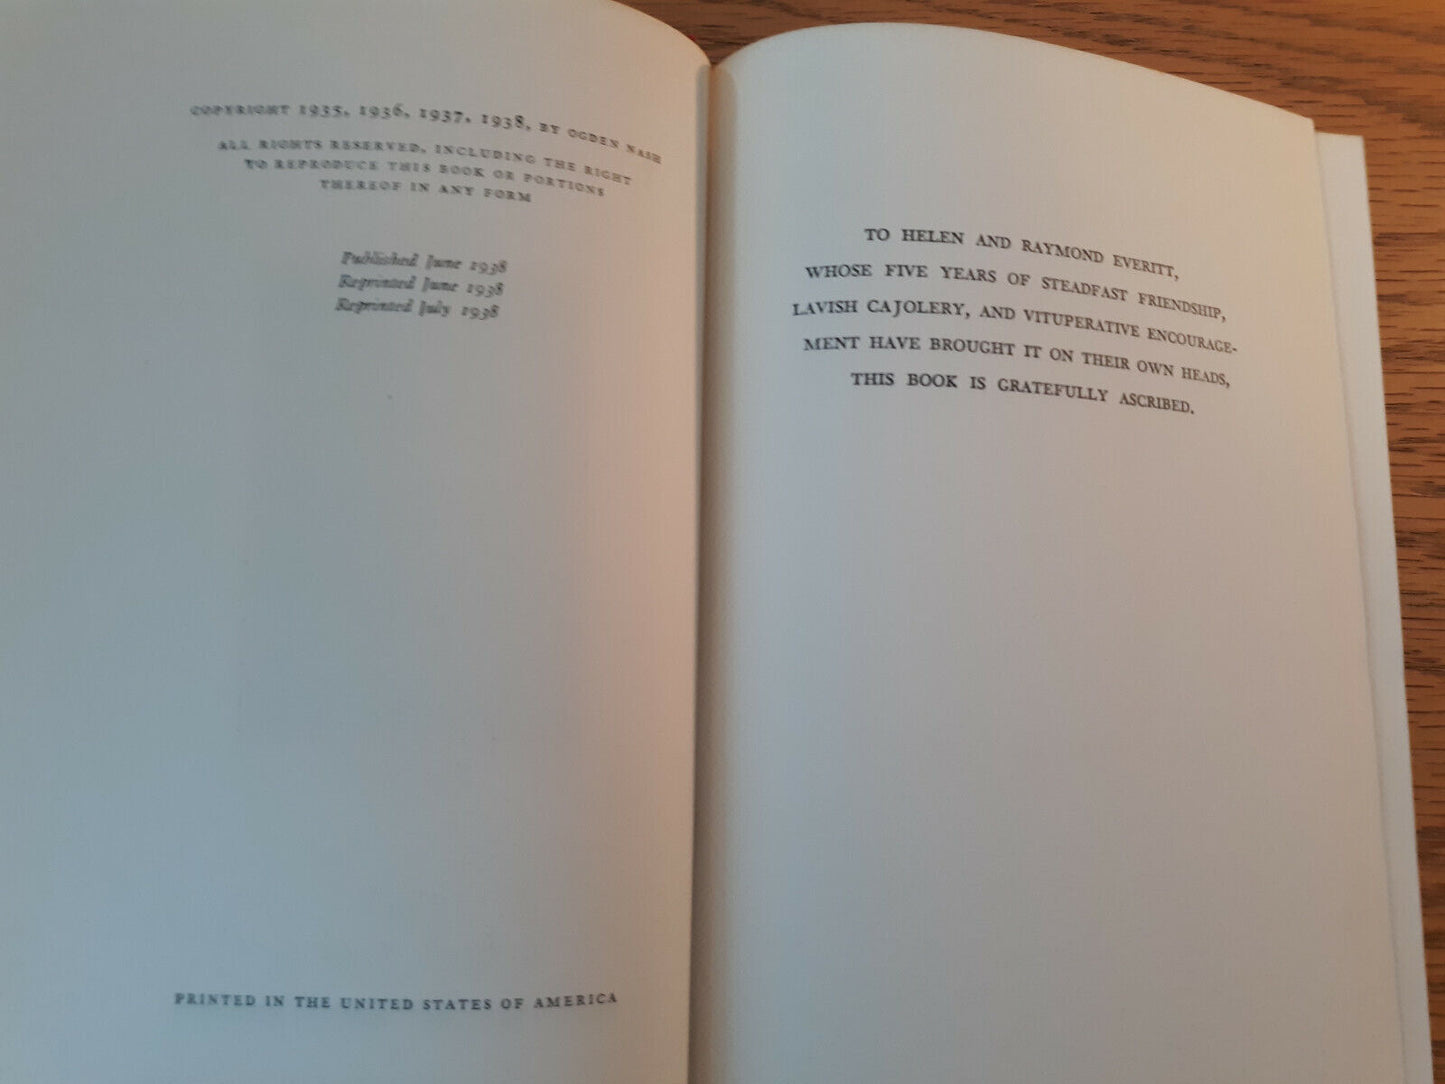 COPYRIGHT 1935, 1936, 1937, 1938, BY OGDEN NASH
ALL RIGHTS RESERVED, INCLUDING THE RIGHT
TO REPRODUCE THIS BOOK OR PORTIONS
THEREOF IN ANY FORM
Published June 1938
Reprinted June 1938
Reprinted July 1938
PRINTED IN THE UNITED STATES OF AMERICA
TO HELEN AND RAYMOND EVERITT,
WHOSE FIVE YEARS OF STEADFAST FRIENDSHIP,
LAVISH CAJOLERY, AND VITUPERATIVE ENCOURAGE-
MENT HAVE BROUGHT IT ON THEIR OWN HEADS,
THIS BOOK IS GRATEFULLY ASCRIBED.